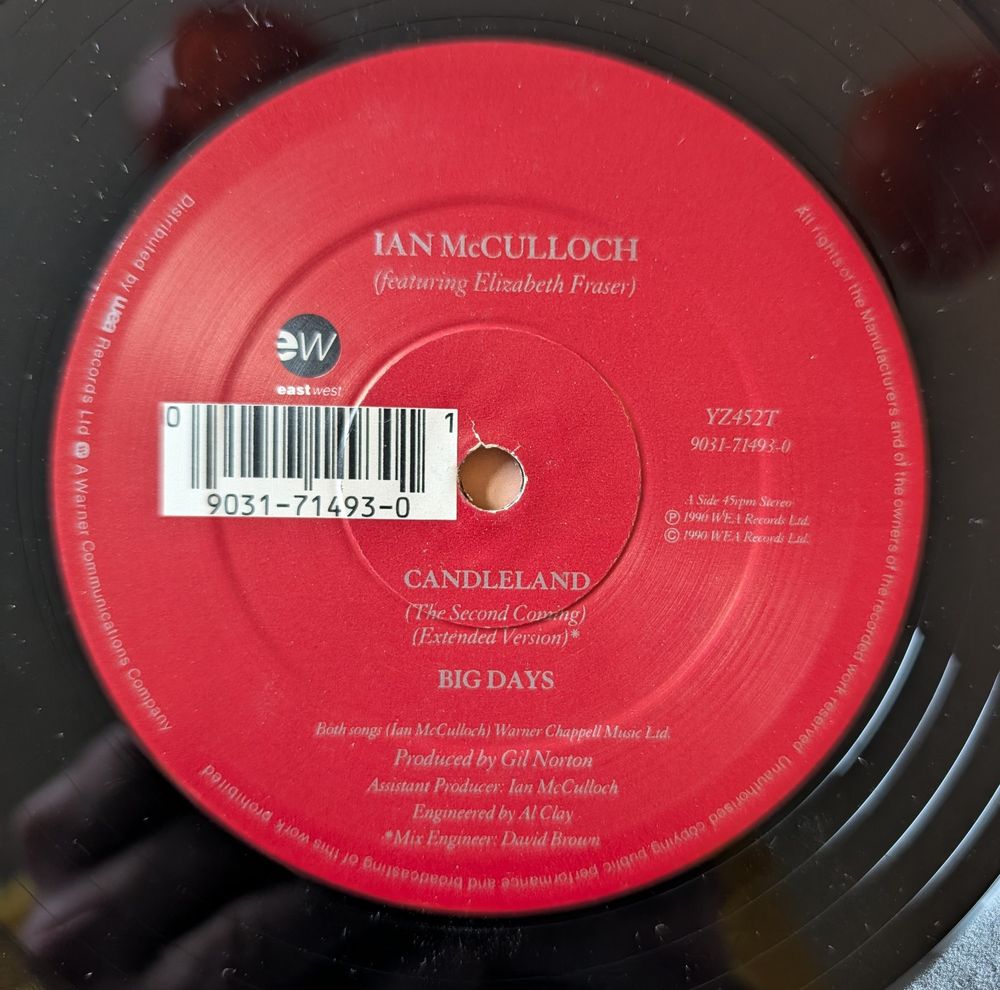 IAN McCULLOCH
(featuring Elizabeth Fraser)
ew
eastwest
0 1
9031-71493-0
YZ452T
9031-71493-0
A Side 45rpm Stereo
Ⓟ 1990 WEA Records Ltd.
© 1990 WEA Records Ltd.
CANDLELAND
(The Second Coming)
(Extended Version)*
BIG DAYS
Both songs (Ian McCulloch) Warner Chappell Music Ltd.
Produced by Gil Norton
Assistant Producer: Ian McCulloch
Engineered by Al Clay
*Mix Engineer: David Brown
Distributed by wea Records Ltd w A Warner Communications Company
All rights of the Manufacturers and of the owners of the recorded work reserved Unauthorised copying public performance and broadcasting of this work prohibited